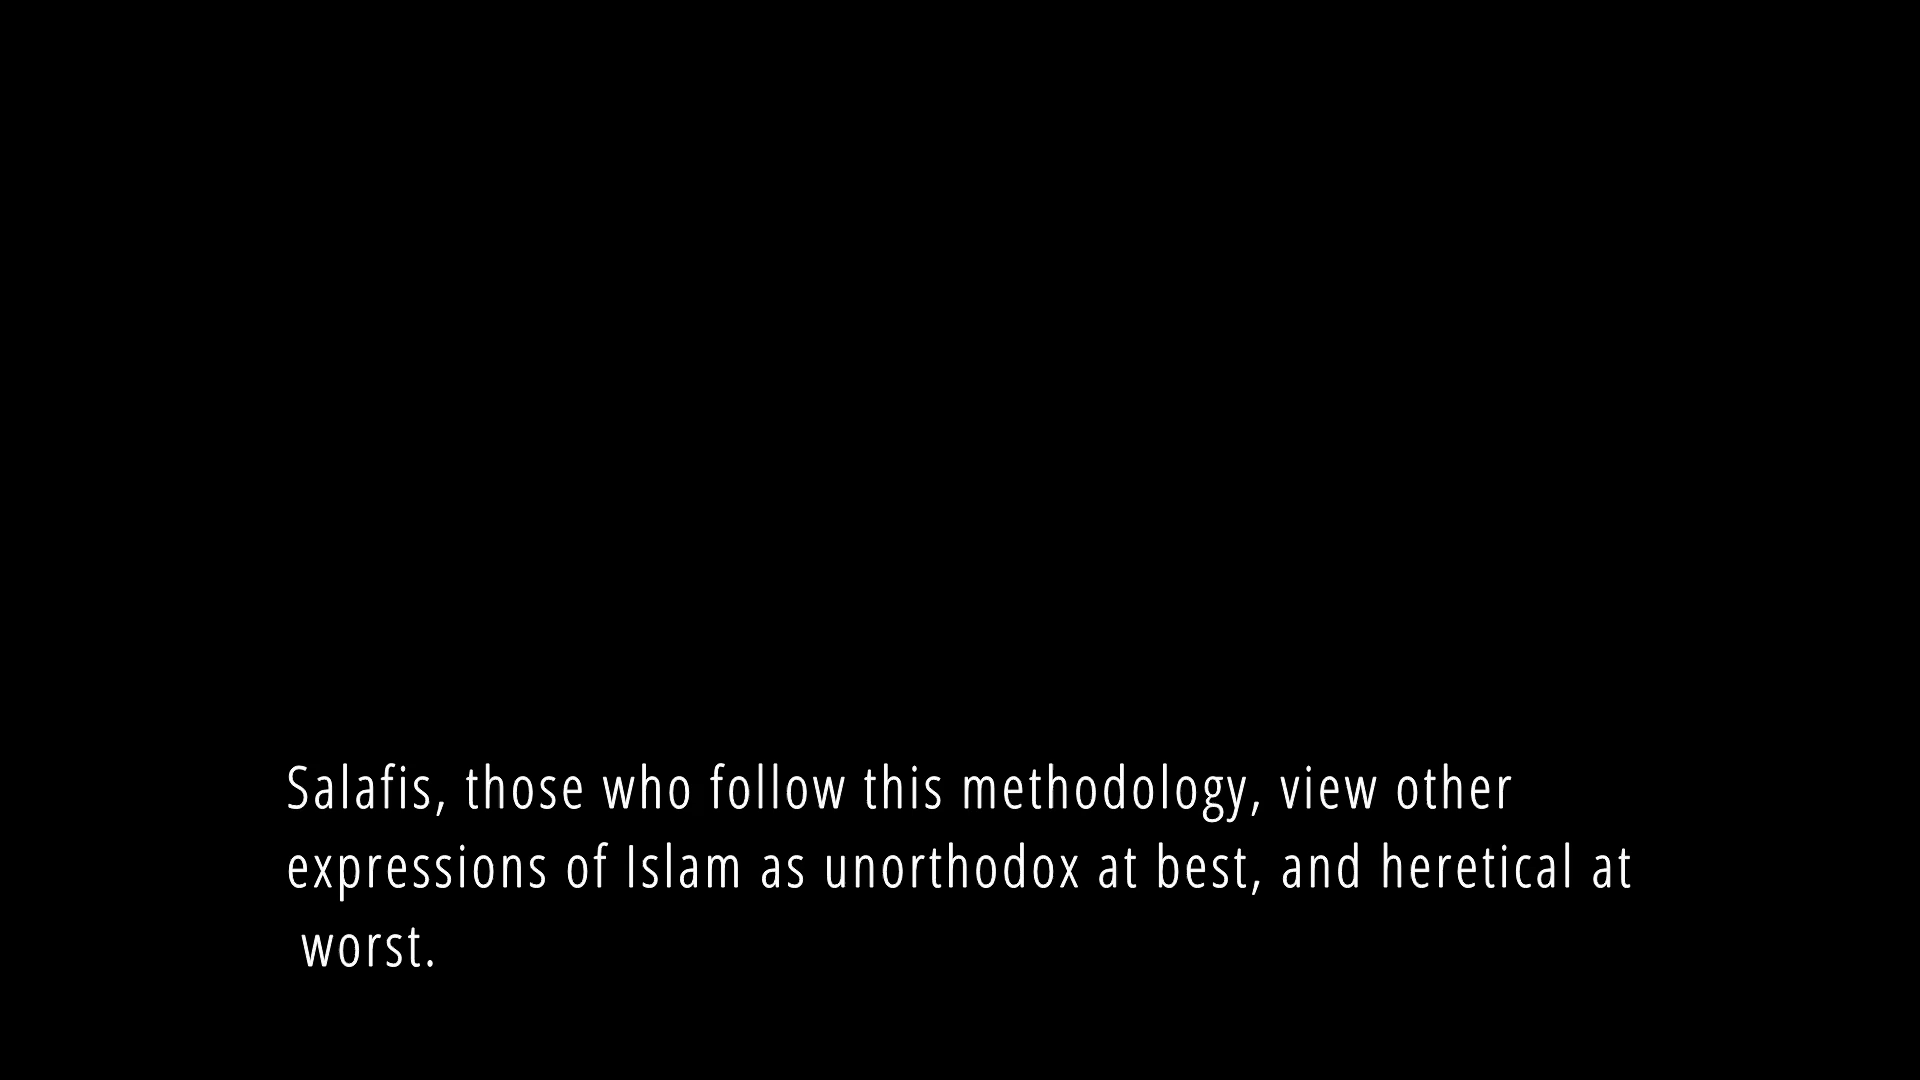 Salafis, those who follow this methodology, view other
expressions of Islam as unorthodox at best, and heretical at
worst.